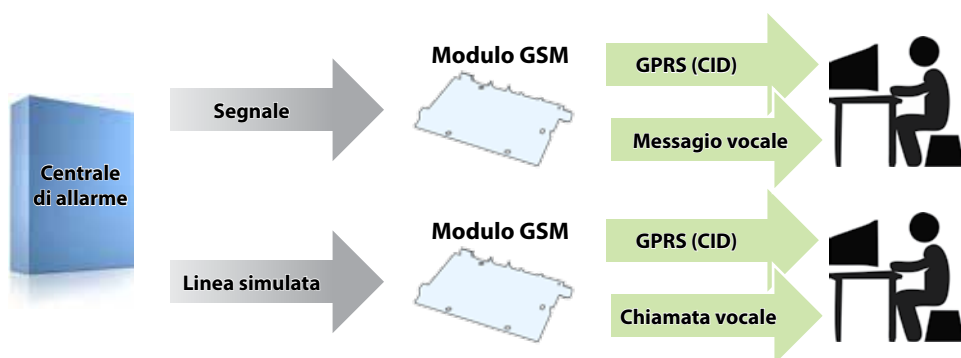 Centrale
di allarme
Segnale
Modulo GSM
GPRS (CID)
Messagio vocale
Linea simulata
Modulo GSM
GPRS (CID)
Chiamata vocale